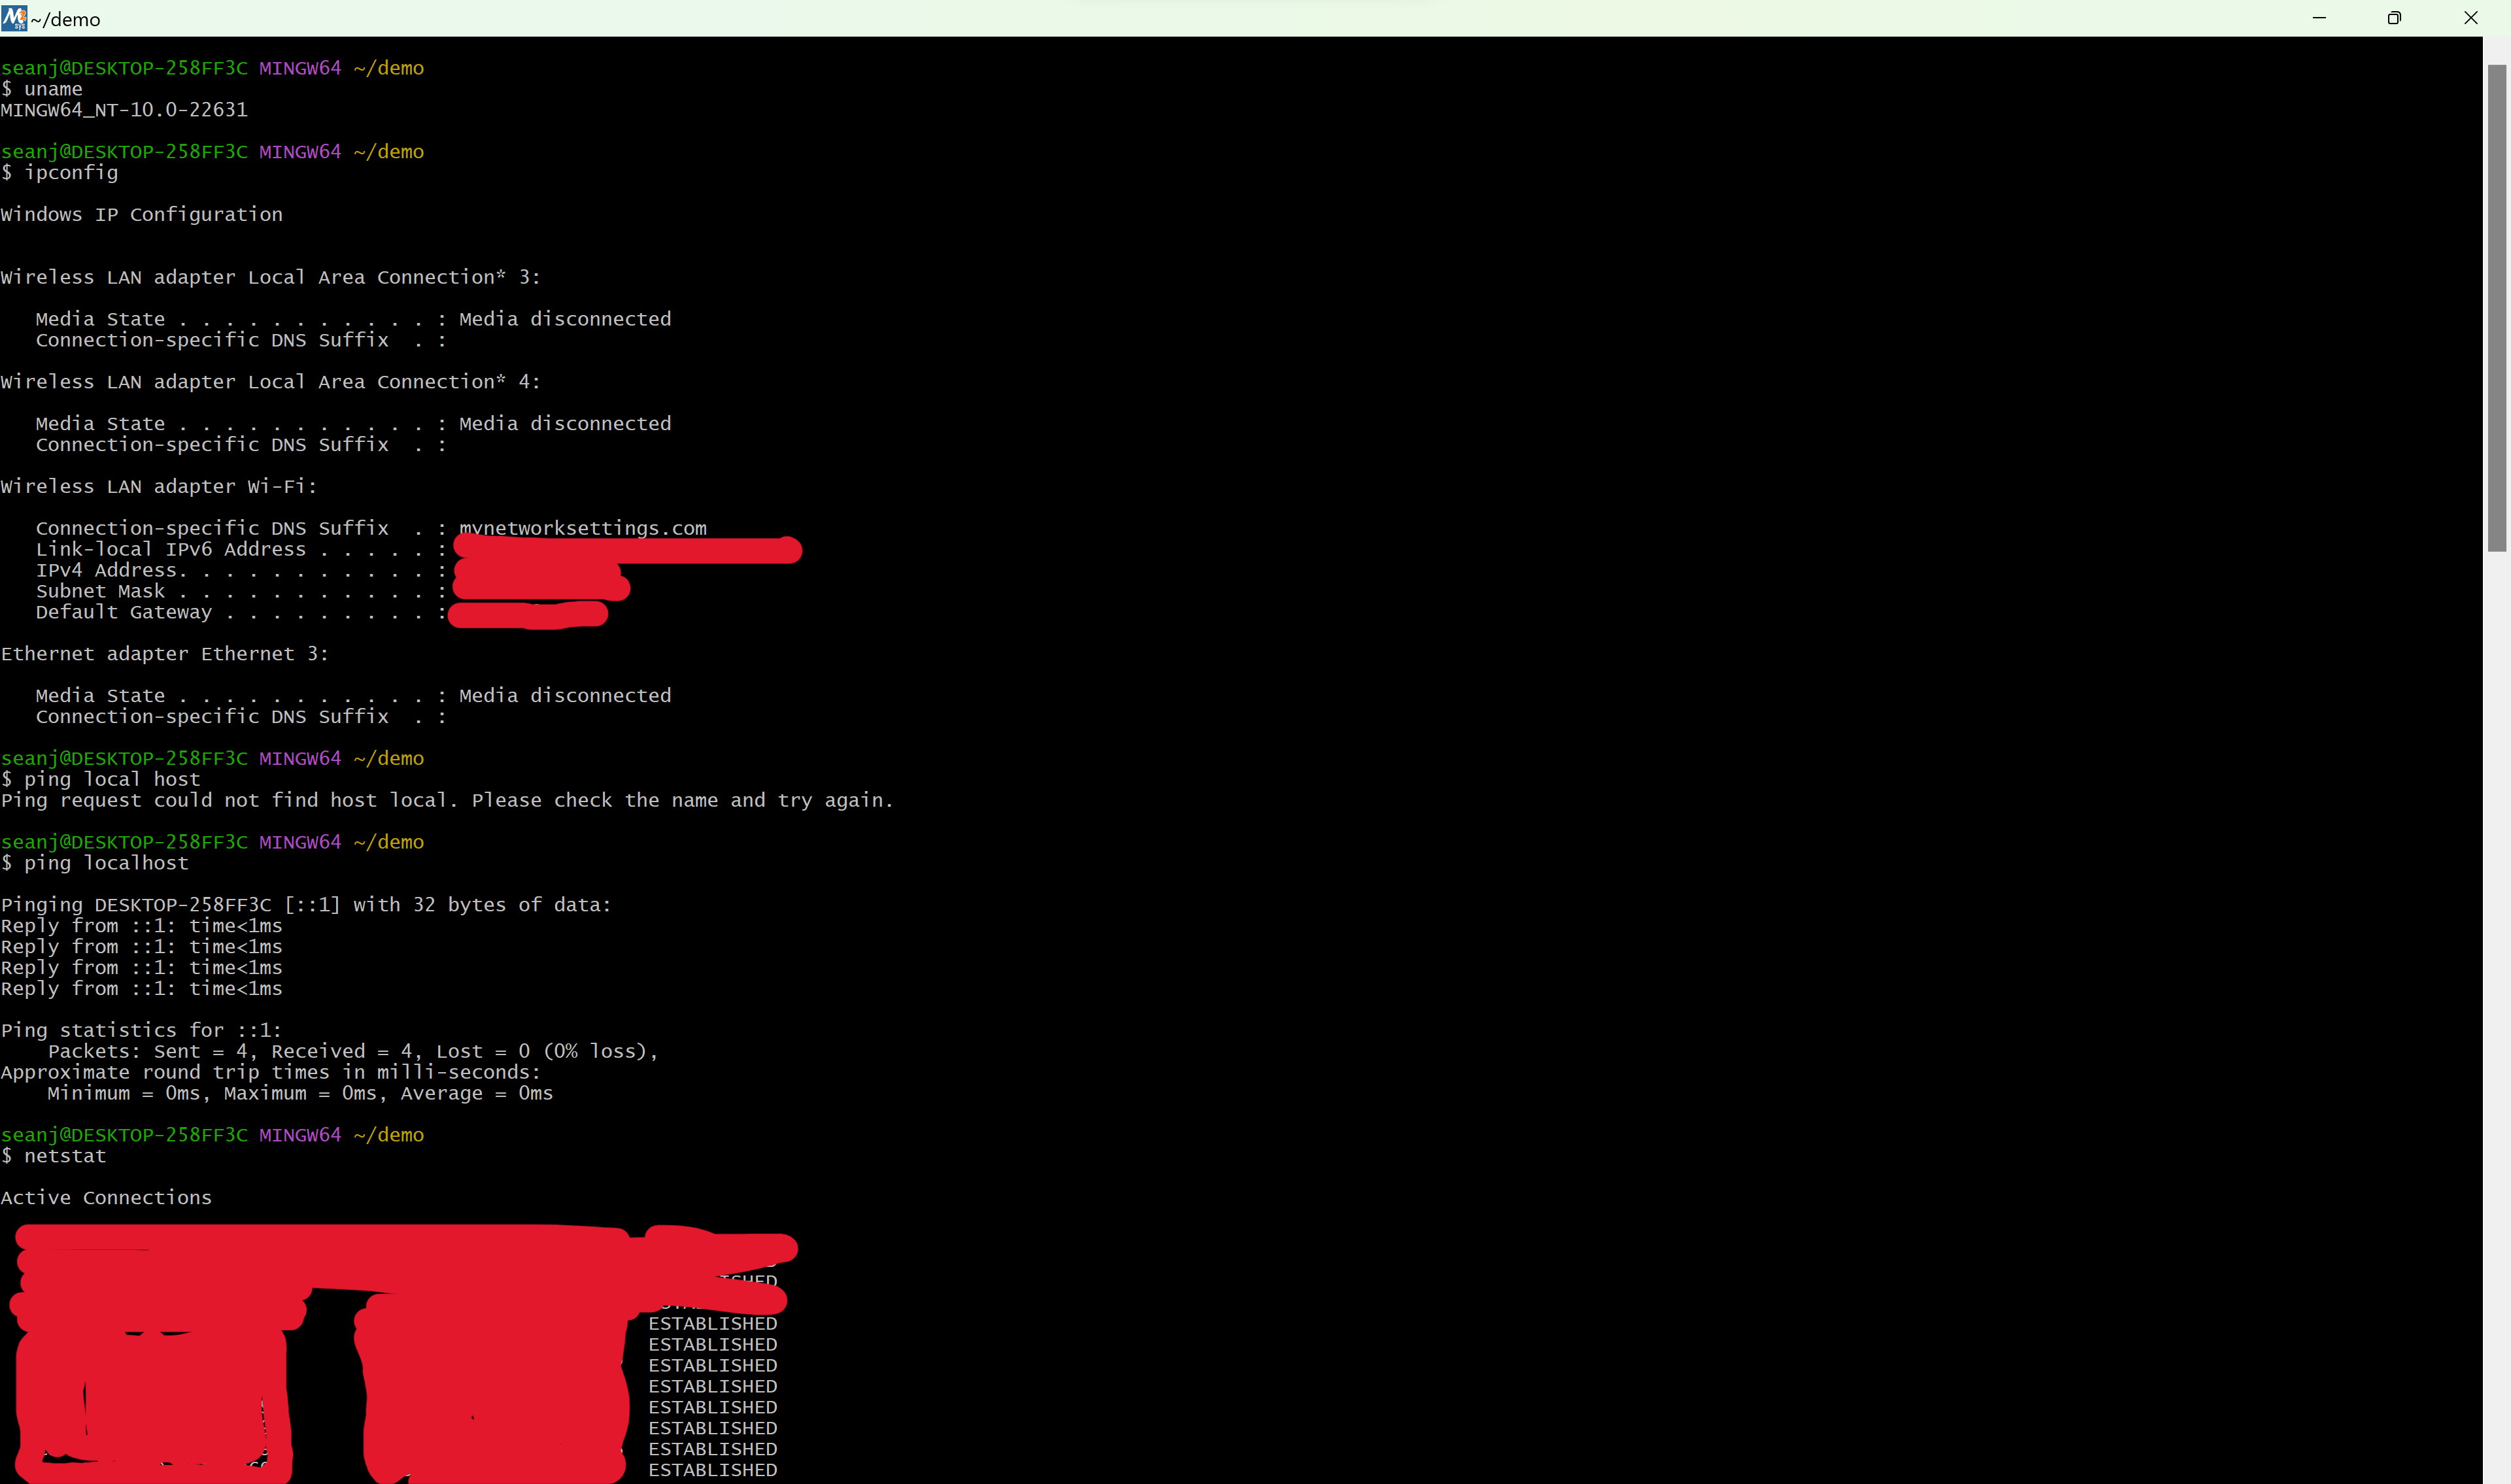 ~/demo
seanj@DESKTOP-258FF3C MINGW64 ~/demo
$ uname
MINGW64_NT-10.0-22631
seanj@DESKTOP-258FF3C MINGW64 ~/demo
$ ipconfig
Windows IP Configuration
Wireless LAN adapter Local Area Connection* 3:
Media State . . . . . . . . . . . : Media disconnected
Connection-specific DNS Suffix  . :
Wireless LAN adapter Local Area Connection* 4:
Media State . . . . . . . . . . . : Media disconnected
Connection-specific DNS Suffix  . :
Wireless LAN adapter Wi-Fi:
Connection-specific DNS Suffix  . : mynetworksettings.com
Link-local IPv6 Address . . . . . :
IPv4 Address. . . . . . . . . . . :
Subnet Mask . . . . . . . . . . . :
Default Gateway . . . . . . . . . :
Ethernet adapter Ethernet 3:
Media State . . . . . . . . . . . : Media disconnected
Connection-specific DNS Suffix  . :
seanj@DESKTOP-258FF3C MINGW64 ~/demo
$ ping local host
Ping request could not find host local. Please check the name and try again.
seanj@DESKTOP-258FF3C MINGW64 ~/demo
$ ping localhost
Pinging DESKTOP-258FF3C [::1] with 32 bytes of data:
Reply from ::1: time<1ms
Reply from ::1: time<1ms
Reply from ::1: time<1ms
Reply from ::1: time<1ms
Ping statistics for ::1:
Packets: Sent = 4, Received = 4, Lost = 0 (0% loss),
Approximate round trip times in milli-seconds:
Minimum = 0ms, Maximum = 0ms, Average = 0ms
seanj@DESKTOP-258FF3C MINGW64 ~/demo
$ netstat
Active Connections
ESTABLISHED
ESTABLISHED
ESTABLISHED
ESTABLISHED
ESTABLISHED
ESTABLISHED
ESTABLISHED
ESTABLISHED